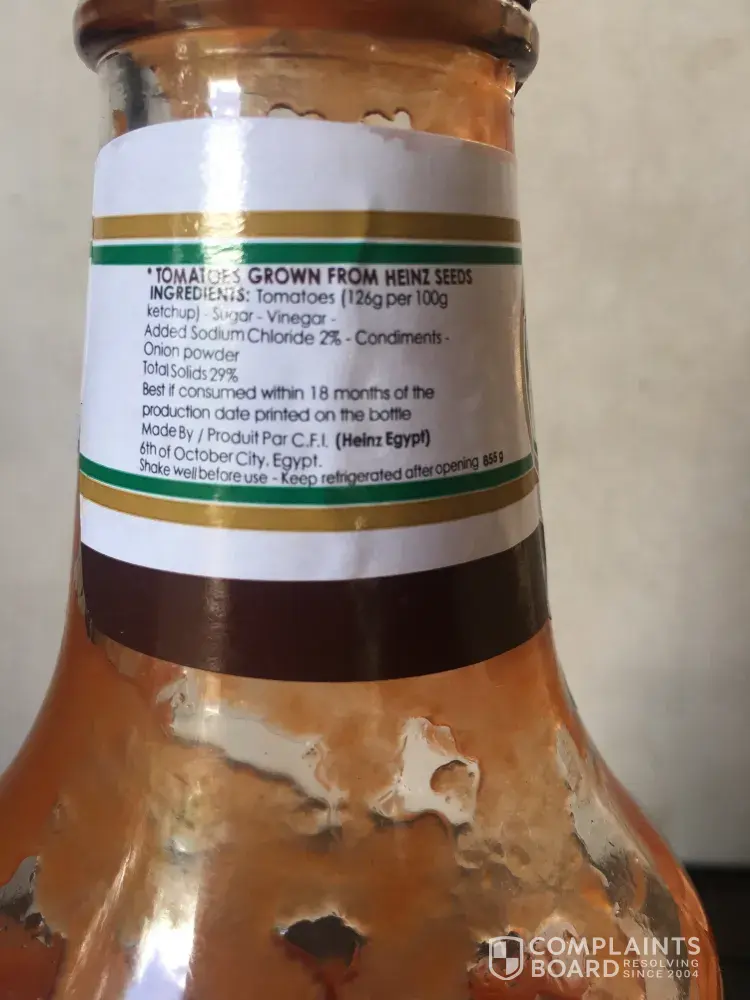 * TOMATOES GROWN FROM HEINZ SEEDS
INGREDIENTS: Tomatoes (126g per 100g
ketchup) - Sugar - Vinegar -
Added Sodium Chloride 2% - Condiments -
Onion powder
Total Solids 29%
Best if consumed within 18 months of the
production date printed on the bottle
Made By / Produit Par C.F.I. (Heinz Egypt)
6th of October City, Egypt.
Shake well before use - Keep refrigerated after opening 855 g
COMPLAINTS
BOARD RESOLVING SINCE 2004